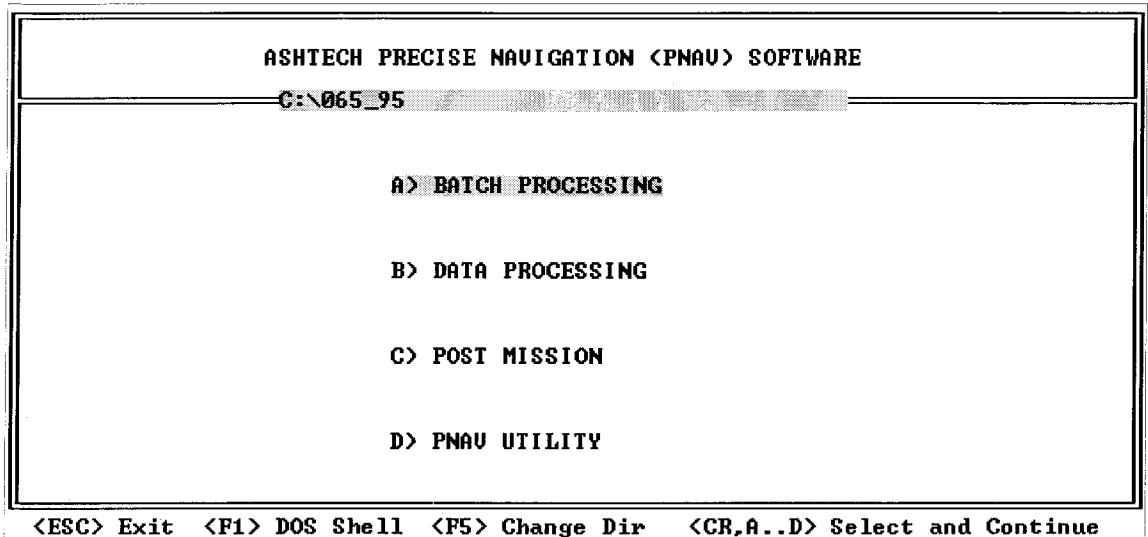 ASHTECH PRECISE NAVIGATION (PNAV) SOFTWARE
C:\065_95
A) BATCH PROCESSING
B) DATA PROCESSING
C) POST MISSION
D) PNAV UTILITY
<ESC> Exit <F1> DOS Shell <F5> Change Dir <CR,A..D> Select and Continue